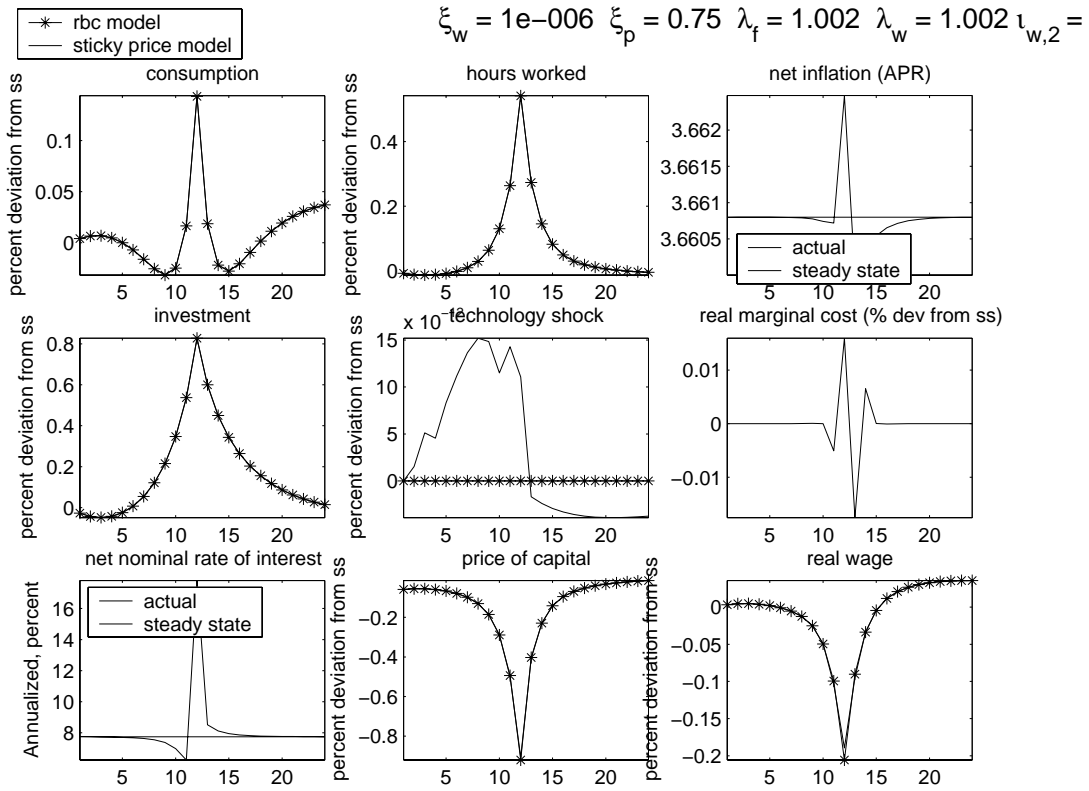 ξw = 1e−006 ξp = 0.75 λf = 1.002 λw = 1.002 ιw,2 =
rbc model
sticky price model
consumption
percent deviation from ss
0.1
0.05
0
5 10 15 20
hours worked
percent deviation from ss
0.4
0.2
0
5 10 15 20
net inflation (APR)
3.662
3.6615
3.661
3.6605
actual
steady state
5 10 15 20
investment
percent deviation from ss
0.8
0.6
0.4
0.2
0
5 10 15 20
technology shock
x 10−12
percent deviation from ss
15
10
5
0
5 10 15 20
real marginal cost (% dev from ss)
0.01
0
−0.01
5 10 15 20
net nominal rate of interest
Annualized, percent
16
14
12
10
8
actual
steady state
5 10 15 20
price of capital
percent deviation from ss
−0.2
−0.4
−0.6
−0.8
5 10 15 20
real wage
percent deviation from ss
0
−0.05
−0.1
−0.15
−0.2
5 10 15 20